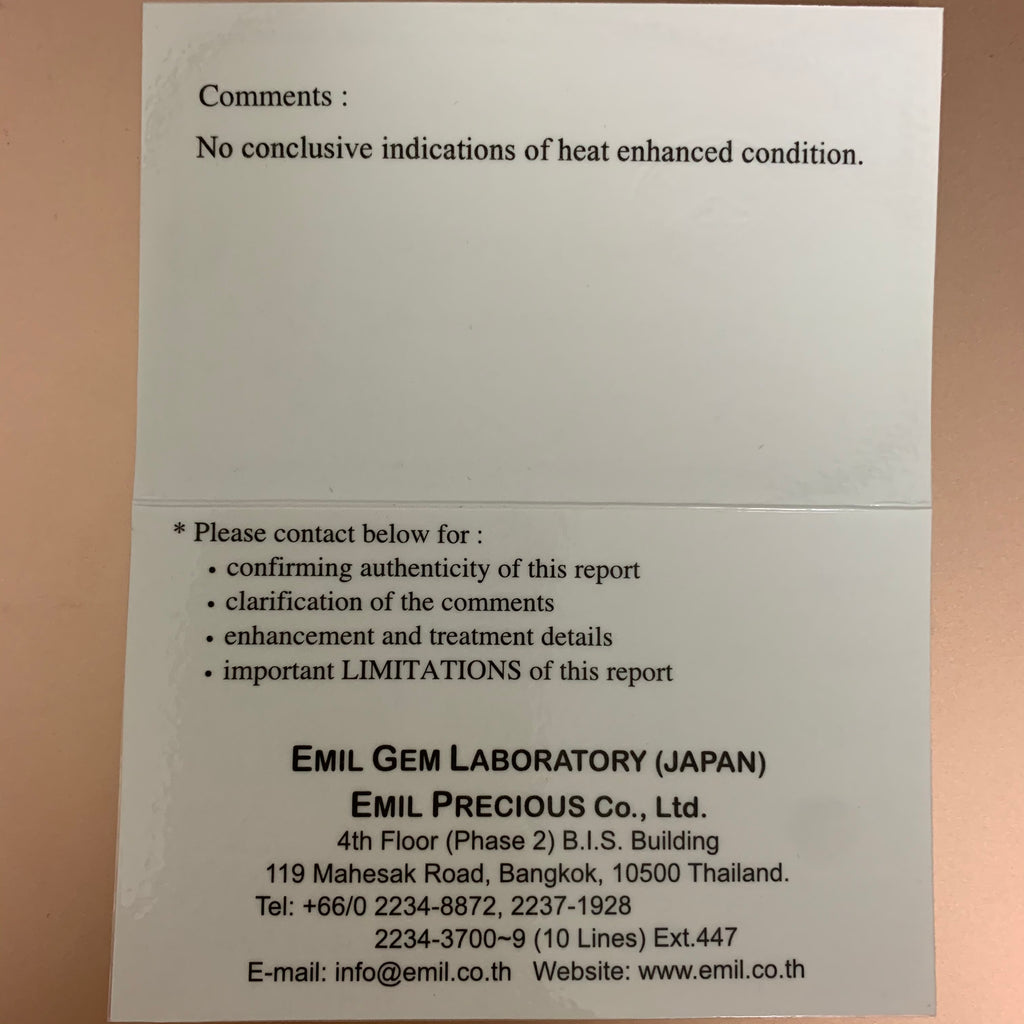 Comments :
No conclusive indications of heat enhanced condition.
* Please contact below for :
• confirming authenticity of this report
• clarification of the comments
• enhancement and treatment details
• important LIMITATIONS of this report
EMIL GEM LABORATORY (JAPAN)
EMIL PRECIOUS Co., Ltd.
4th Floor (Phase 2) B.I.S. Building
119 Mahesak Road, Bangkok, 10500 Thailand.
Tel: +66/0 2234-8872, 2237-1928
2234-3700~9 (10 Lines) Ext.447
E-mail: info@emil.co.th Website: www.emil.co.th